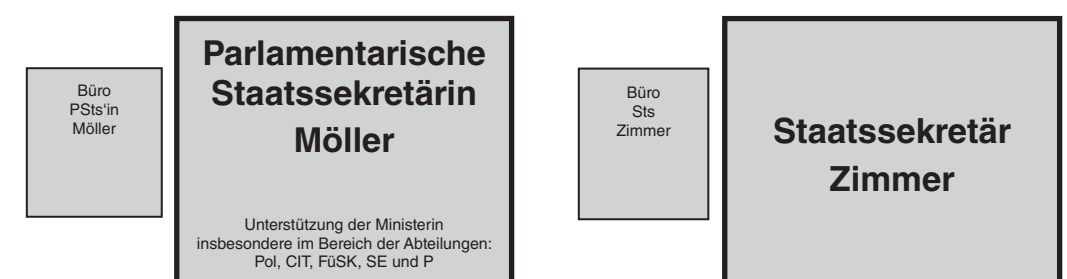 Büro
PSts'in
Möller
Parlamentarische
Staatssekretärin
Möller
Unterstützung der Ministerin
insbesondere im Bereich der Abteilungen:
Pol, CIT, FüSK, SE und P
Büro
Sts
Zimmer
Staatssekretär
Zimmer